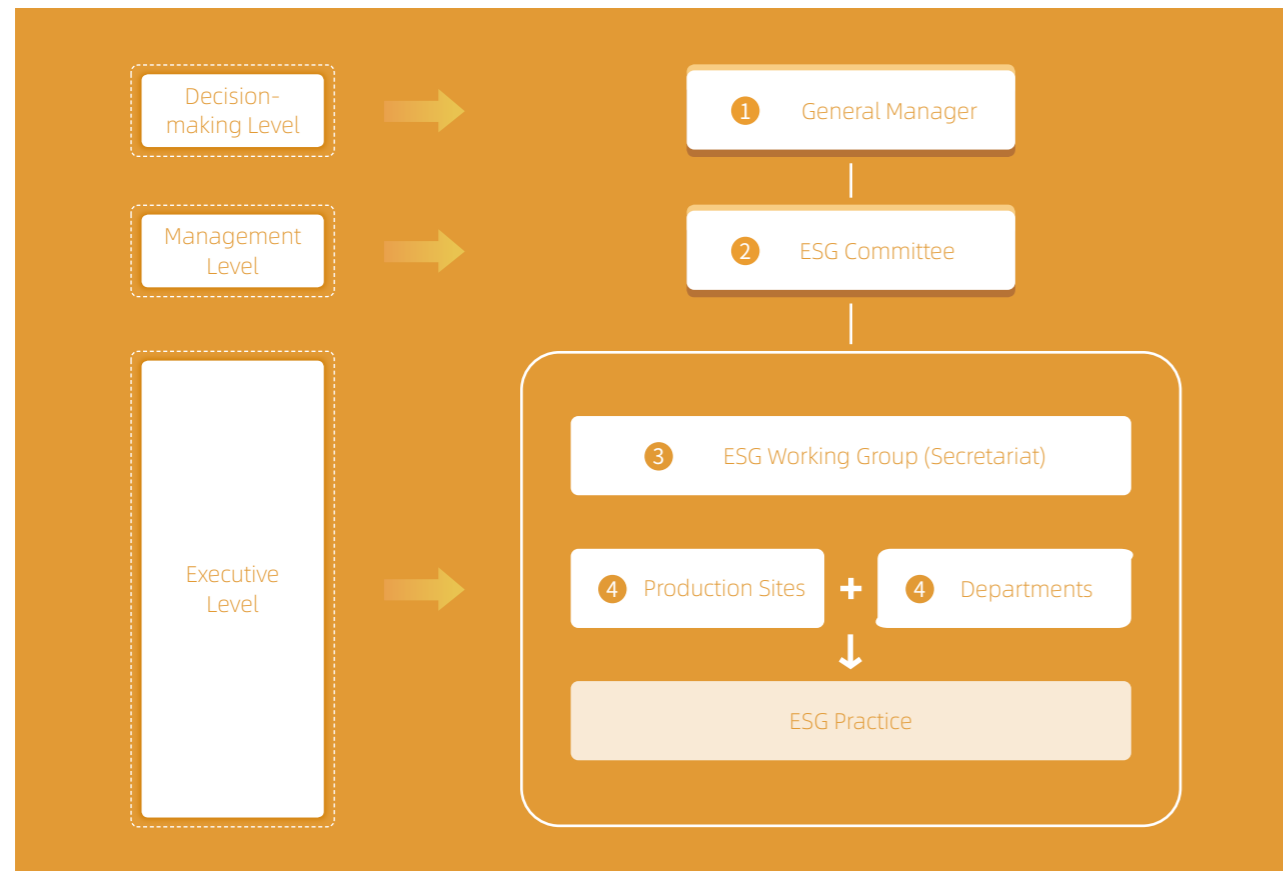 Decision-
making Level
1 General Manager
Management
Level
2 ESG Committee
Executive
Level
3 ESG Working Group (Secretariat)
4 Production Sites + 4 Departments
ESG Practice